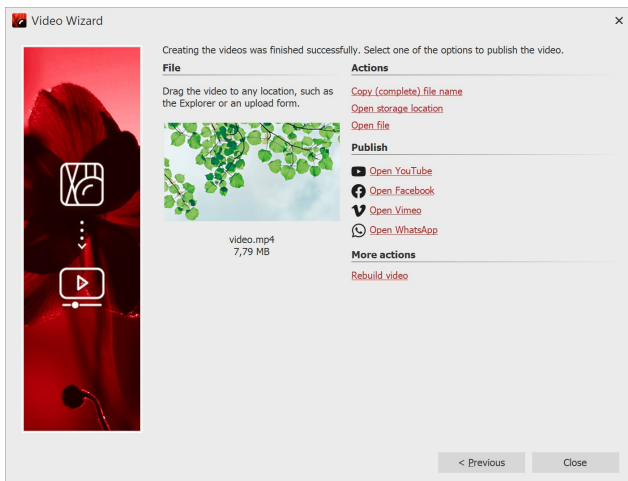 Video Wizard
Creating the videos was finished successfully. Select one of the options to publish the video.
File
Drag the video to any location, such as
the Explorer or an upload form.
video.mp4
7,79 MB
Actions
Copy (complete) file name
Open storage location
Open file
Publish
Open YouTube
Open Facebook
Open Vimeo
Open WhatsApp
More actions
Rebuild video
< Previous
Close